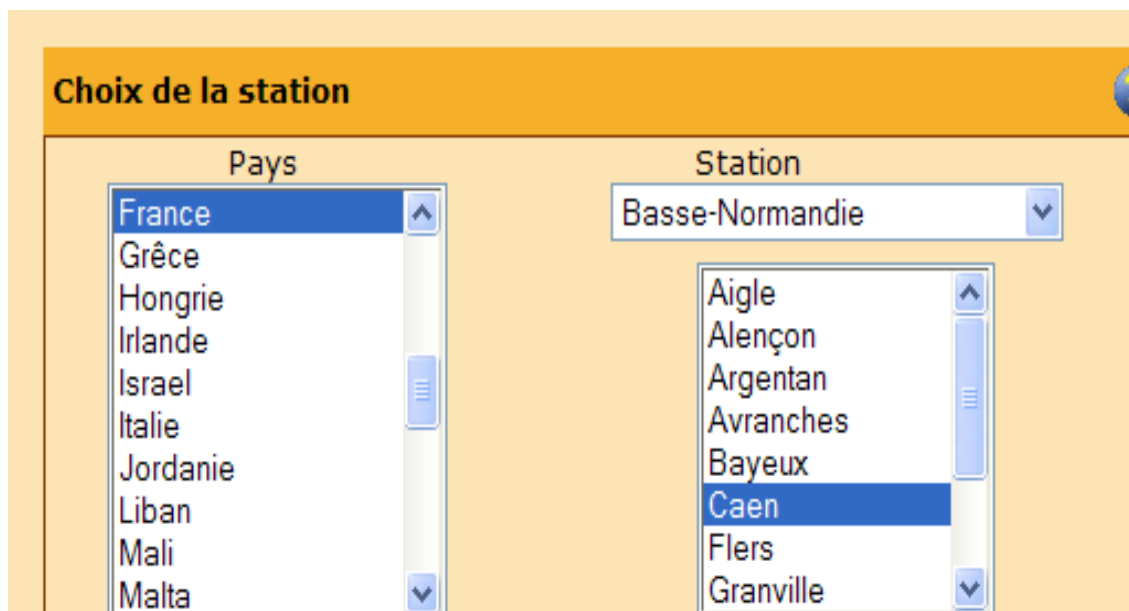 Choix de la station
Pays
France
Grêce
Hongrie
Irlande
Israel
Italie
Jordanie
Liban
Mali
Malta
Station
Basse-Normandie
Aigle
Alençon
Argentan
Avranches
Bayeux
Caen
Flers
Granville